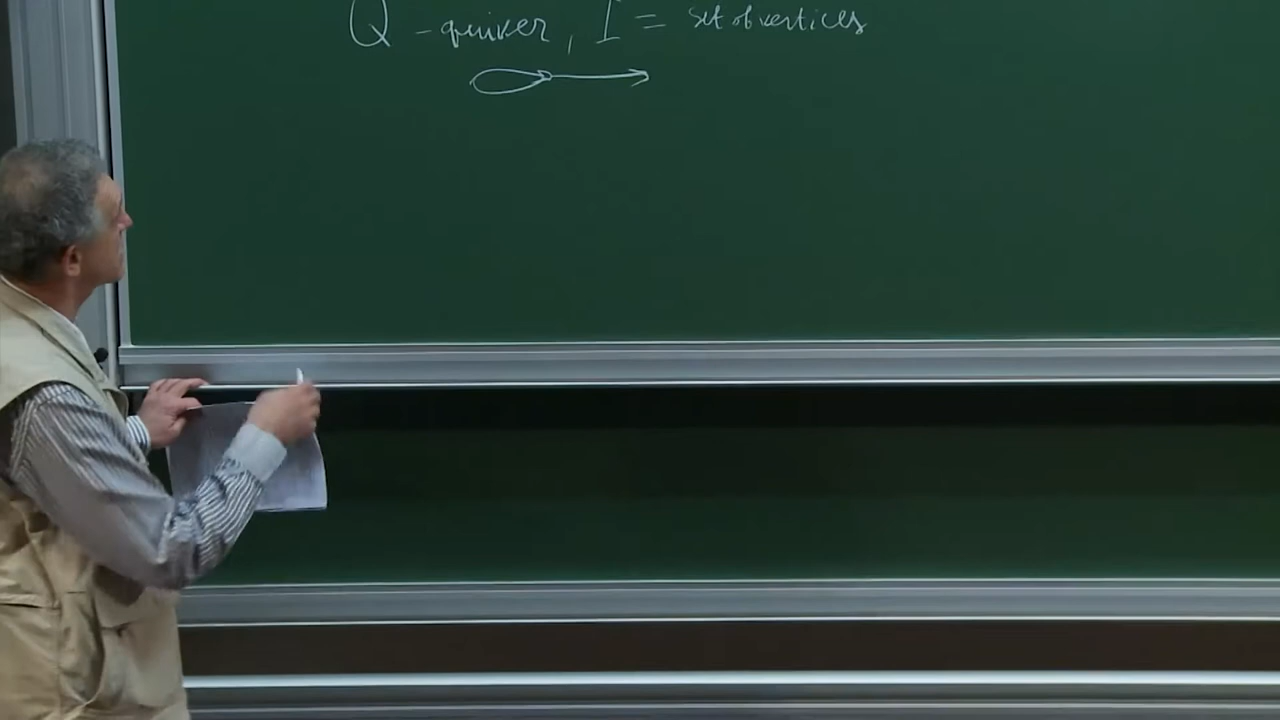 Q - quiver, I = set of vertices